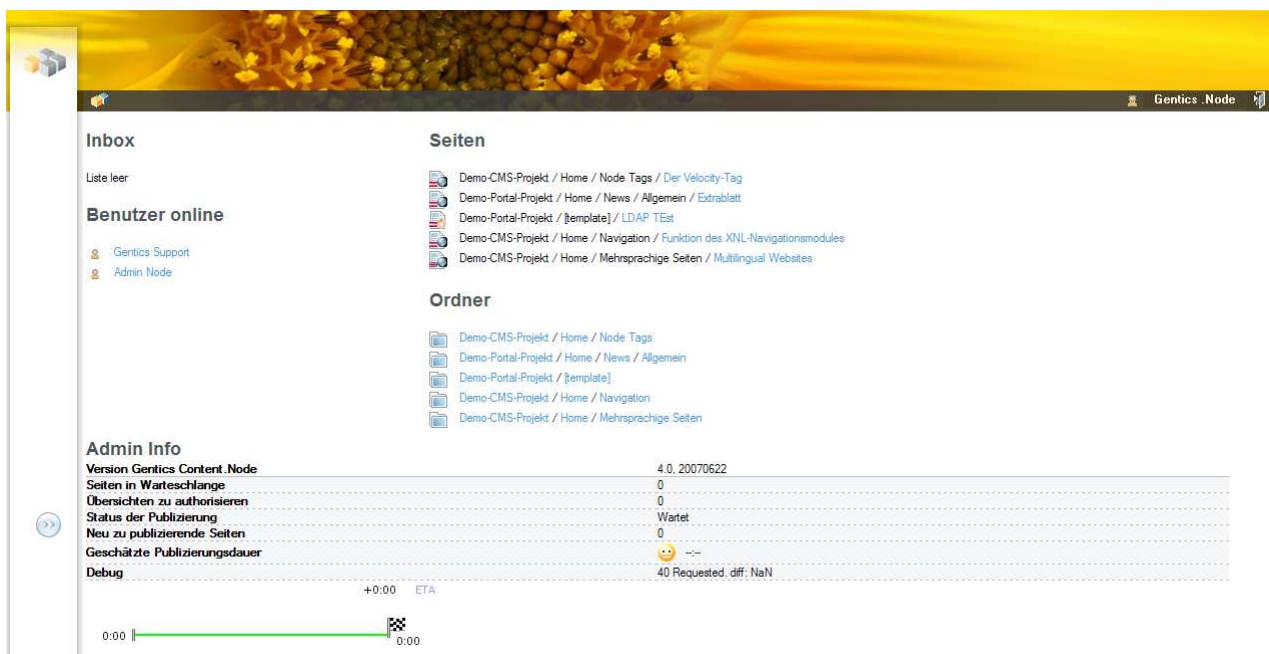 Gentics .Node
Inbox
Liste leer
Benutzer online
Gentics Support
Admin Node
Seiten
Demo-CMS-Projekt / Home / Node Tags / Der Velocity-Tag
Demo-Portal-Projekt / Home / News / Allgemein / Extrablatt
Demo-Portal-Projekt / [template] / LDAP TEst
Demo-CMS-Projekt / Home / Navigation / Funktion des XNL-Navigationsmodules
Demo-CMS-Projekt / Home / Mehrsprachige Seiten / Multilingual Websites
Ordner
Demo-CMS-Projekt / Home / Node Tags
Demo-Portal-Projekt / Home / News / Allgemein
Demo-Portal-Projekt / [template]
Demo-CMS-Projekt / Home / Navigation
Demo-CMS-Projekt / Home / Mehrsprachige Seiten
Admin Info
Version Gentics Content.Node 4.0, 20070622
Seiten in Warteschlange 0
Übersichten zu authorisieren 0
Status der Publizierung Wartet
Neu zu publizierende Seiten 0
Geschätzte Publizierungsdauer --:--
Debug 40 Requested. diff: NaN
+0:00 ETA
0:00
0:00